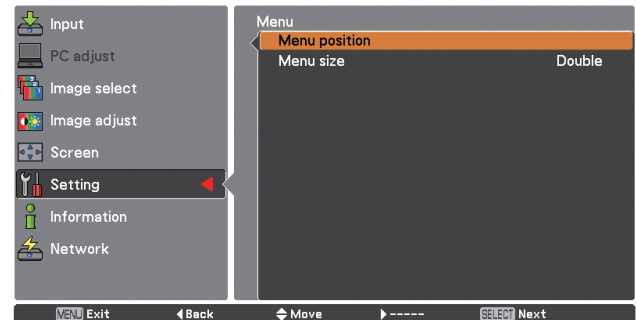 Input
PC adjust
Image select
Image adjust
Screen
Setting
Information
Network
Menu
Menu position
Menu size Double
MENU Exit ◀Back ◆Move ▶----- SELECT Next